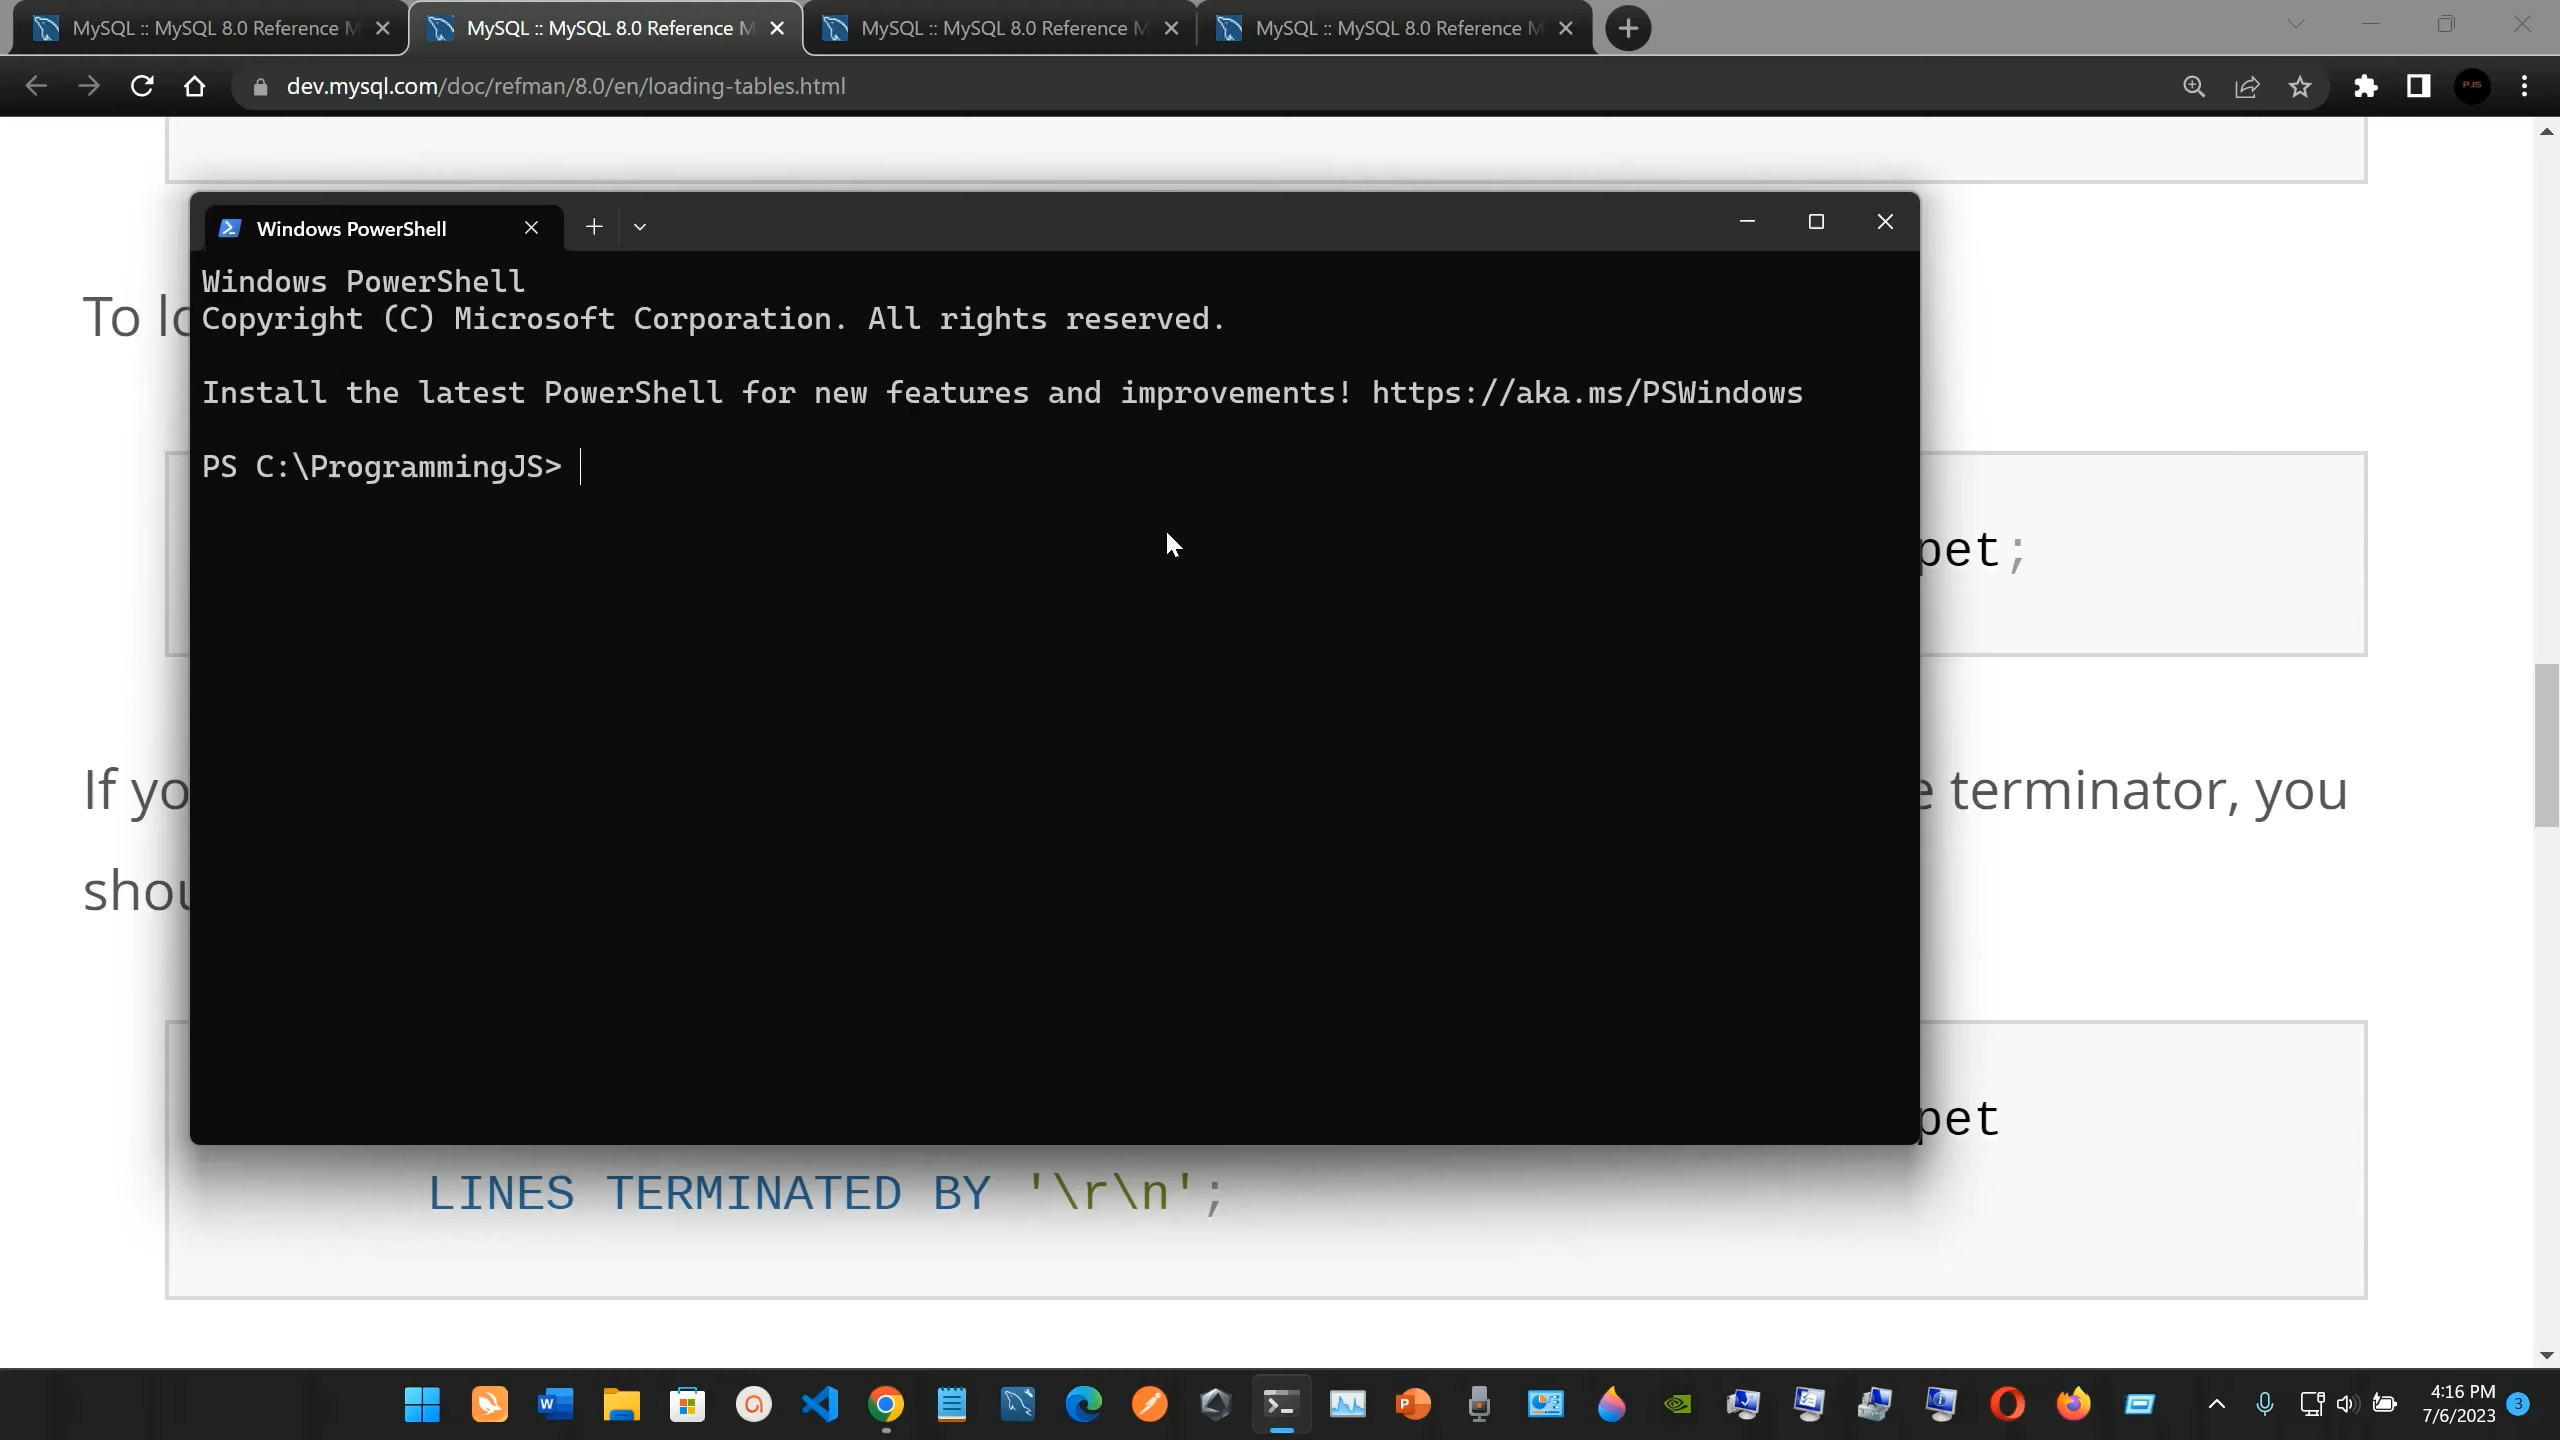 MySQL :: MySQL 8.0 Reference M
MySQL :: MySQL 8.0 Reference M
MySQL :: MySQL 8.0 Reference M
MySQL :: MySQL 8.0 Reference M
dev.mysql.com/doc/refman/8.0/en/loading-tables.html
PJS
Windows PowerShell
Windows PowerShell
Copyright (C) Microsoft Corporation. All rights reserved.
Install the latest PowerShell for new features and improvements! https://aka.ms/PSWindows
PS C:\ProgrammingJS>
To lo
pet;
If yo
e terminator, you
shou
pet
LINES TERMINATED BY '\r\n';
4:16 PM
7/6/2023
3